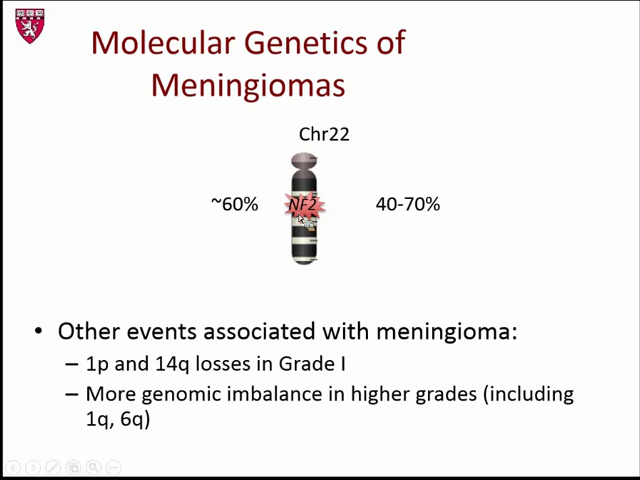 Molecular Genetics of
Meningiomas
Chr22
~60%
NF2
40-70%
• Other events associated with meningioma:
– 1p and 14q losses in Grade I
– More genomic imbalance in higher grades (including
1q, 6q)